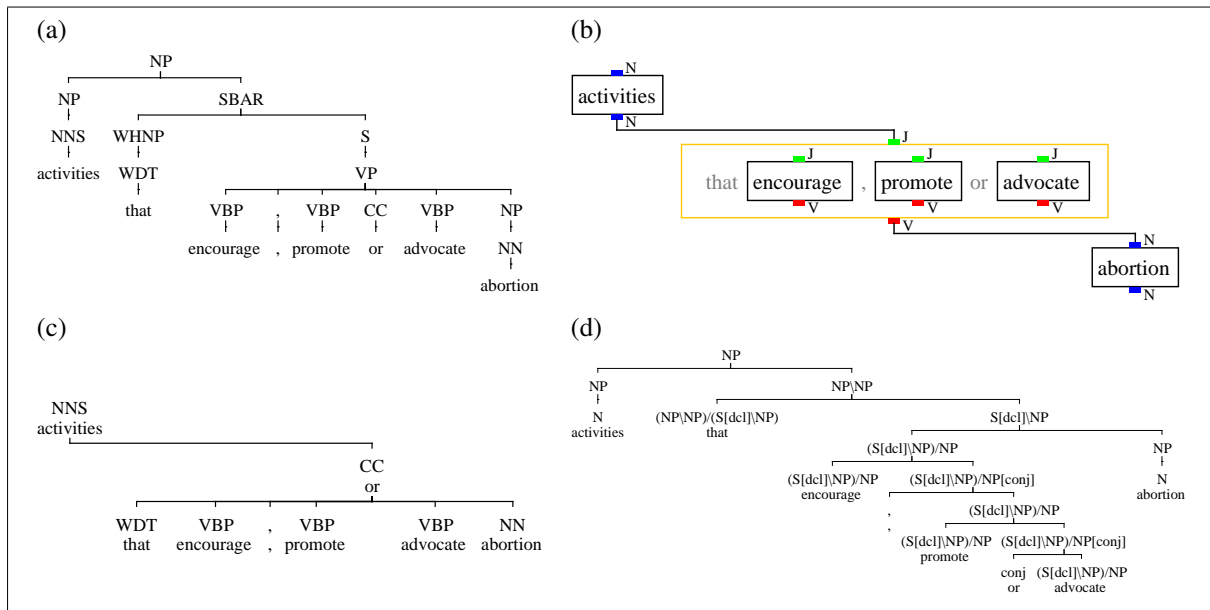 (a)
NP
NP SBAR
NNS WHNP S
activities WDT VP
that VBP , VBP CC VBP NP
encourage , promote or advocate NN
abortion
(b)
N
activities
N
J
J J J
that encourage , promote or advocate
V V V
V
N
abortion
N
(c)
NNS
activities
CC
or
WDT VBP , VBP VBP NN
that encourage , promote advocate abortion
(d)
NP
NP NP\NP
N (NP\NP)/(S[dcl]\NP) S[dcl]\NP
activities that
(S[dcl]\NP)/NP NP
(S[dcl]\NP)/NP (S[dcl]\NP)/NP[conj] N
encourage abortion
, (S[dcl]\NP)/NP
,
(S[dcl]\NP)/NP (S[dcl]\NP)/NP[conj]
promote
conj (S[dcl]\NP)/NP
or advocate